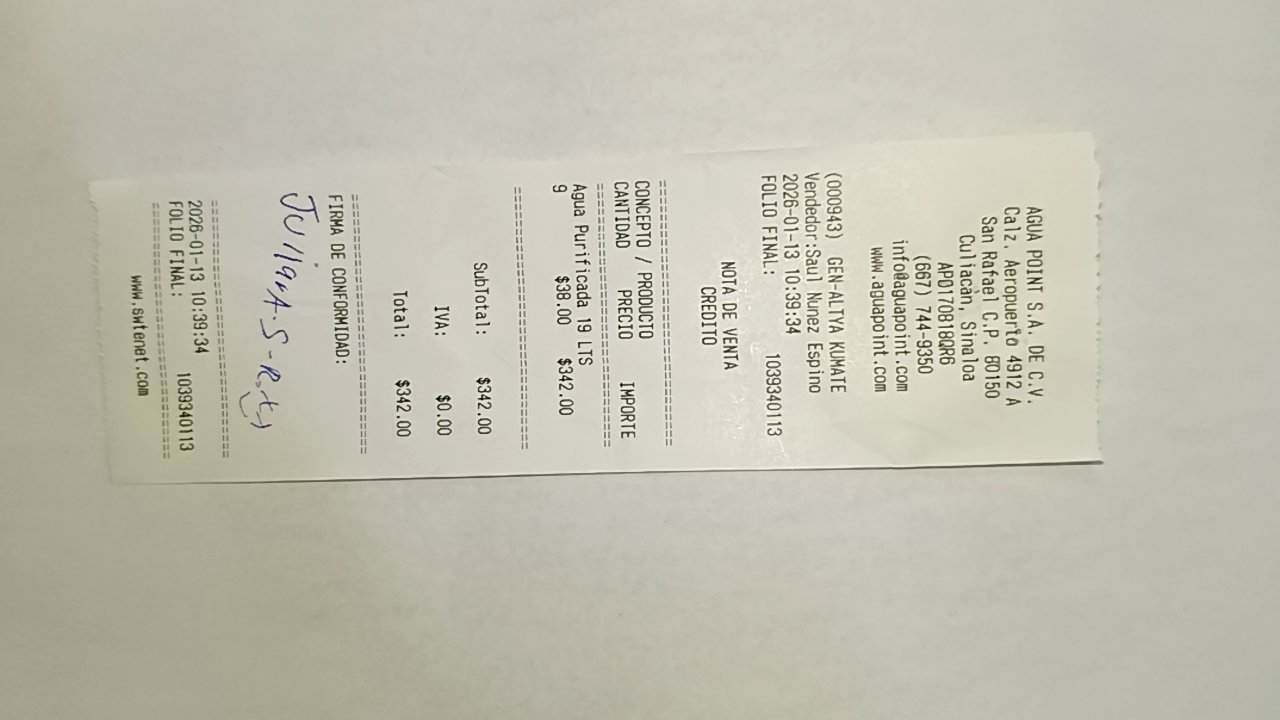 AGUA POINT S.A. DE C.V.
Calz. Aeropuerto 4912 A
San Rafael C.P. 80150
Culiacán, Sinaloa
APO170818QR6
(667) 744-9350
info@aguapoint.com
www.aguapoint.com
(000943) GEN-ALTYA KUMATE
Vendedor:Saul Nunez Espino
2026-01-13 10:39:34
FOLIO FINAL: 1039340113
NOTA DE VENTA
CREDITO
==============================
CONCEPTO / PRODUCTO
CANTIDAD PRECIO IMPORTE
==============================
Agua Purificada 19 LTS
9 $38.00 $342.00
==============================
SubTotal: $342.00
IVA: $0.00
Total: $342.00
==============================
FIRMA DE CONFORMIDAD:
==============================
2026-01-13 10:39:34
FOLIO FINAL: 1039340113
==============================
www.swtenet.com